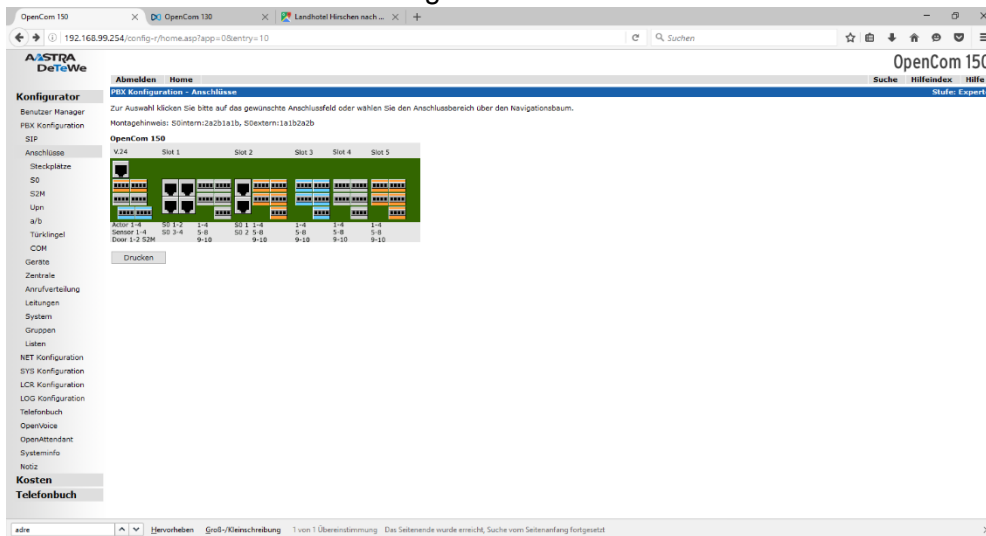 OpenCom 150
OpenCom 130
Landhotel Hirschen nach ...
192.168.99.254/config-r/home.asp?app=0&entry=10
Suchen
AASTRA
DeTeWe
OpenCom 150
Abmelden Home
Suche Hilfeindex Hilfe
Konfigurator
PBX Konfiguration - Anschlüsse
Stufe: Expert
Benutzer Manager
PBX Konfiguration
SIP
Anschlüsse
Steckplätze
S0
S2M
Upn
a/b
Türklingel
COM
Geräte
Zentrale
Anrufverteilung
Leitungen
System
Gruppen
Listen
NET Konfiguration
SYS Konfiguration
LCR Konfiguration
LOG Konfiguration
Telefonbuch
OpenVoice
OpenAttendant
Systeminfo
Notiz
Kosten
Telefonbuch
Zur Auswahl klicken Sie bitte auf das gewünschte Anschlussfeld oder wählen Sie den Anschlussbereich über den Navigationsbaum.
Montagehinweis: S0intern:2a2b1a1b, S0extern:1a1b2a2b
OpenCom 150
V.24 Slot 1 Slot 2 Slot 3 Slot 4 Slot 5
Actor 1-4 S0 1-2 1-4 S0 1 1-4 1-4 1-4 1-4
Sensor 1-4 S0 3-4 5-8 S0 2 5-8 5-8 5-8 5-8
Door 1-2 S2M 9-10 9-10 9-10 9-10 9-10
Drucken
adre
Hervorheben Groß-/Kleinschreibung 1 von 1 Übereinstimmung Das Seitenende wurde erreicht, Suche vom Seitenanfang fortgesetzt